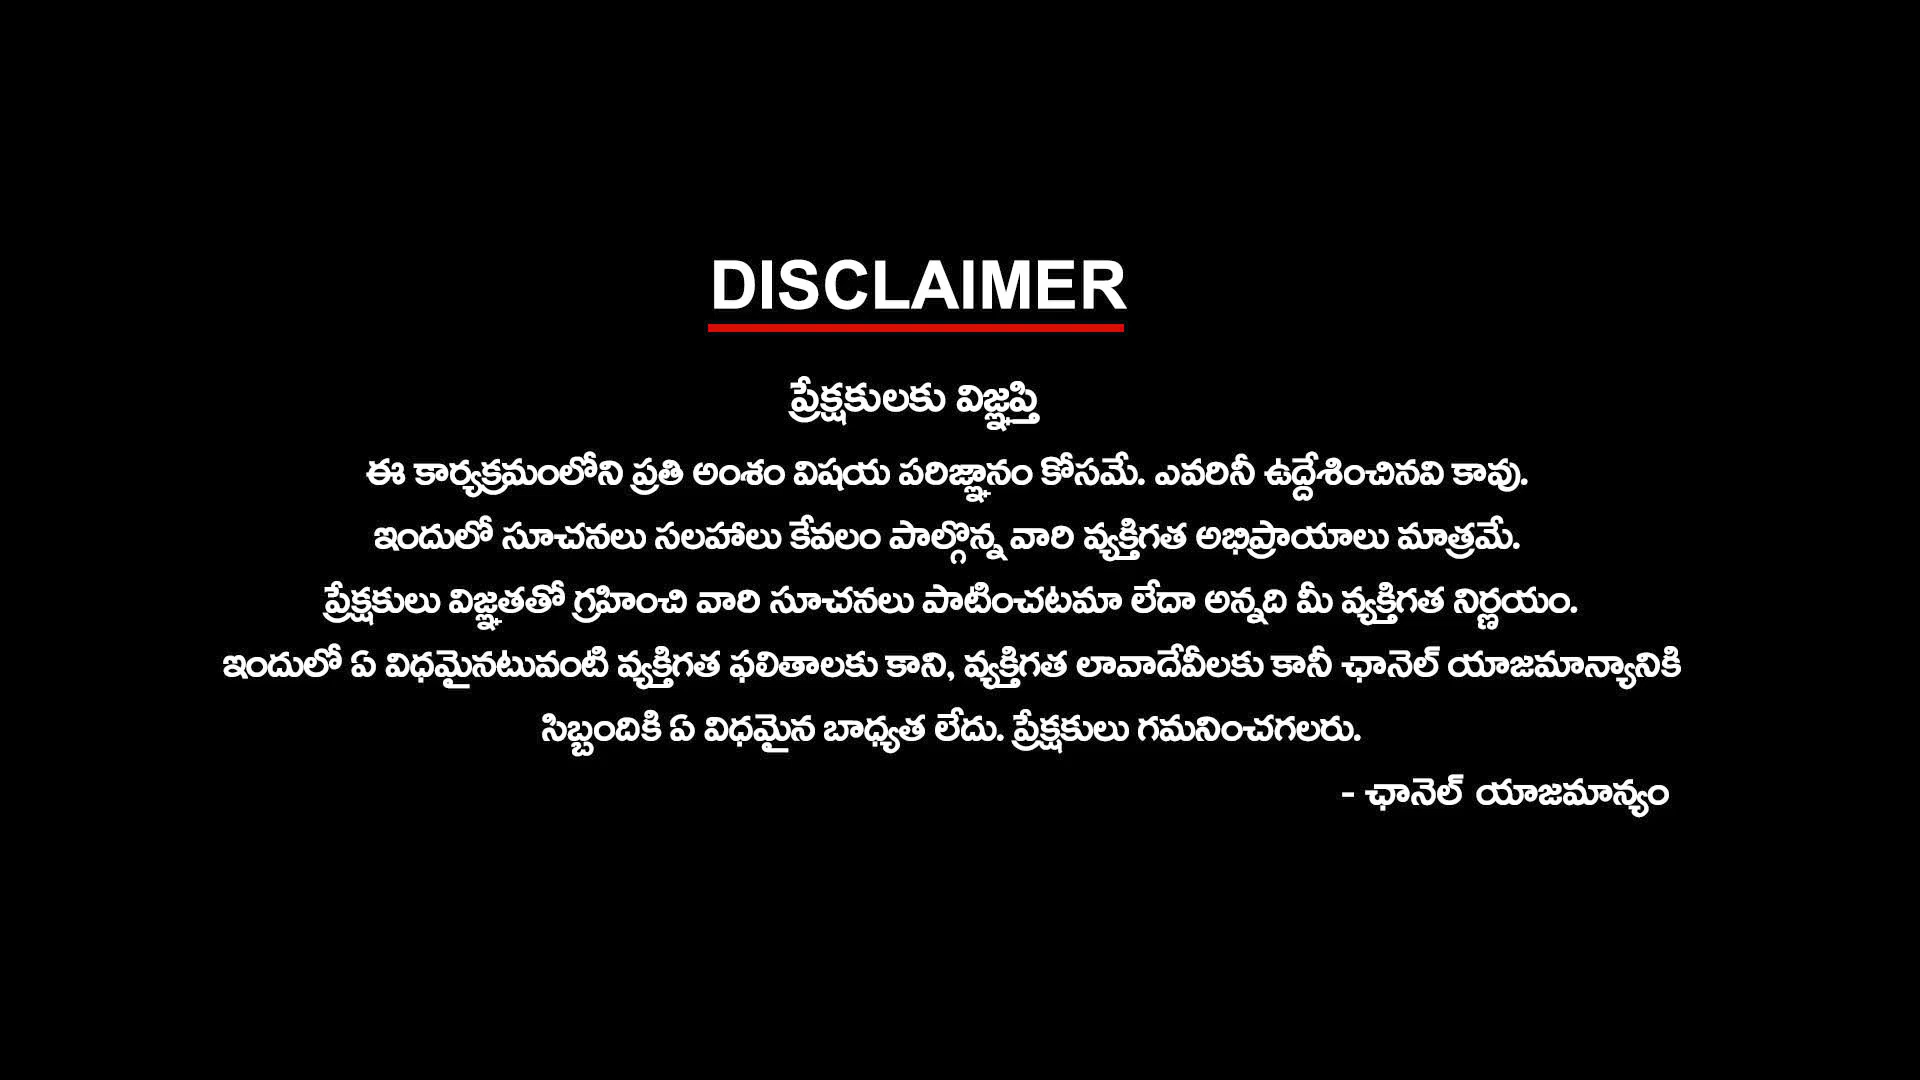 DISCLAIMER
ప్రేక్షకులకు విజ్ఞప్తి
ఈ కార్యక్రమంలోని ప్రతి అంశం విషయ పరిజ్ఞానం కోసమే. ఎవరినీ ఉద్దేశించినవి కావు.
ఇందులో సూచనలు సలహాలు కేవలం పాల్గొన్న వారి వ్యక్తిగత అభిప్రాయాలు మాత్రమే.
ప్రేక్షకులు విజ్ఞతతో గ్రహించి వారి సూచనలు పాటించటమా లేదా అన్నది మీ వ్యక్తిగత నిర్ణయం.
ఇందులో ఏ విధమైనటువంటి వ్యక్తిగత ఫలితాలకు కాని, వ్యక్తిగత లావాదేవీలకు కానీ ఛానెల్ యాజమాన్యానికి
సిబ్బందికి ఏ విధమైన బాధ్యత లేదు. ప్రేక్షకులు గమనించగలరు.
- ఛానెల్ యాజమాన్యం